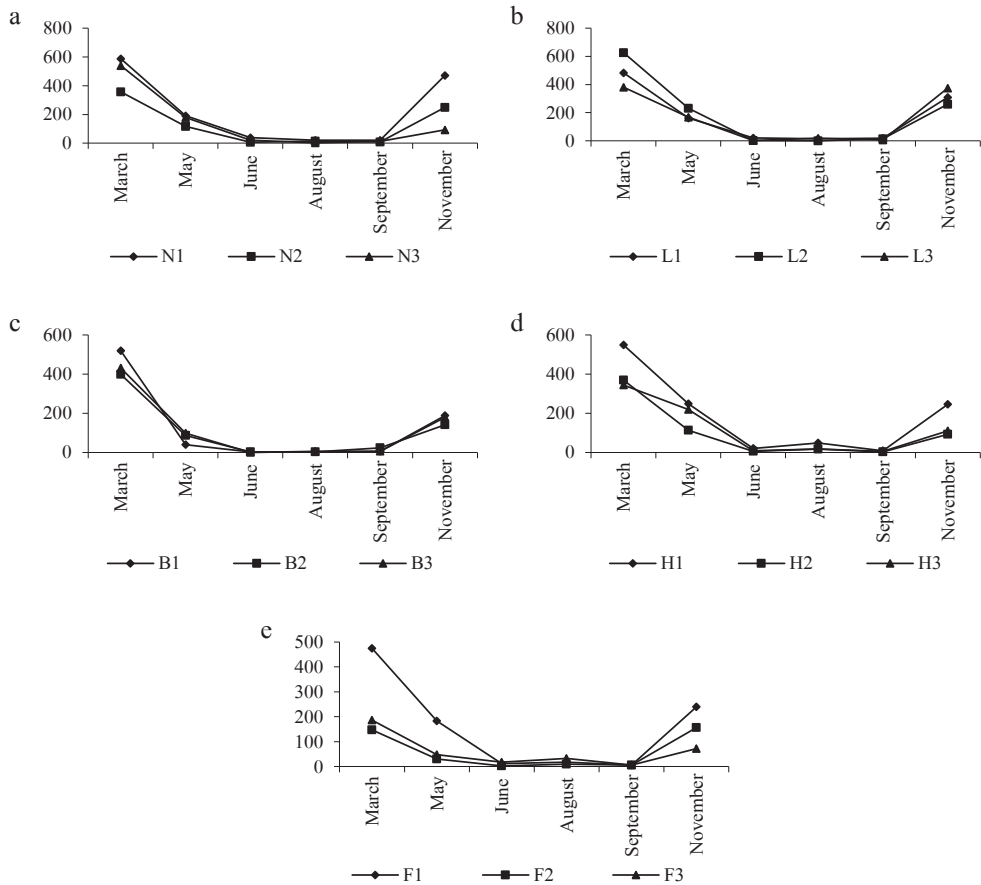 a
800
600
400
200
0
March
May
June
August
September
November
N1 N2 N3
b
800
600
400
200
0
March
May
June
August
September
November
L1 L2 L3
c
600
400
200
0
March
May
June
August
September
November
B1 B2 B3
d
600
400
200
0
March
May
June
August
September
November
H1 H2 H3
e
500
400
300
200
100
0
March
May
June
August
September
November
F1 F2 F3